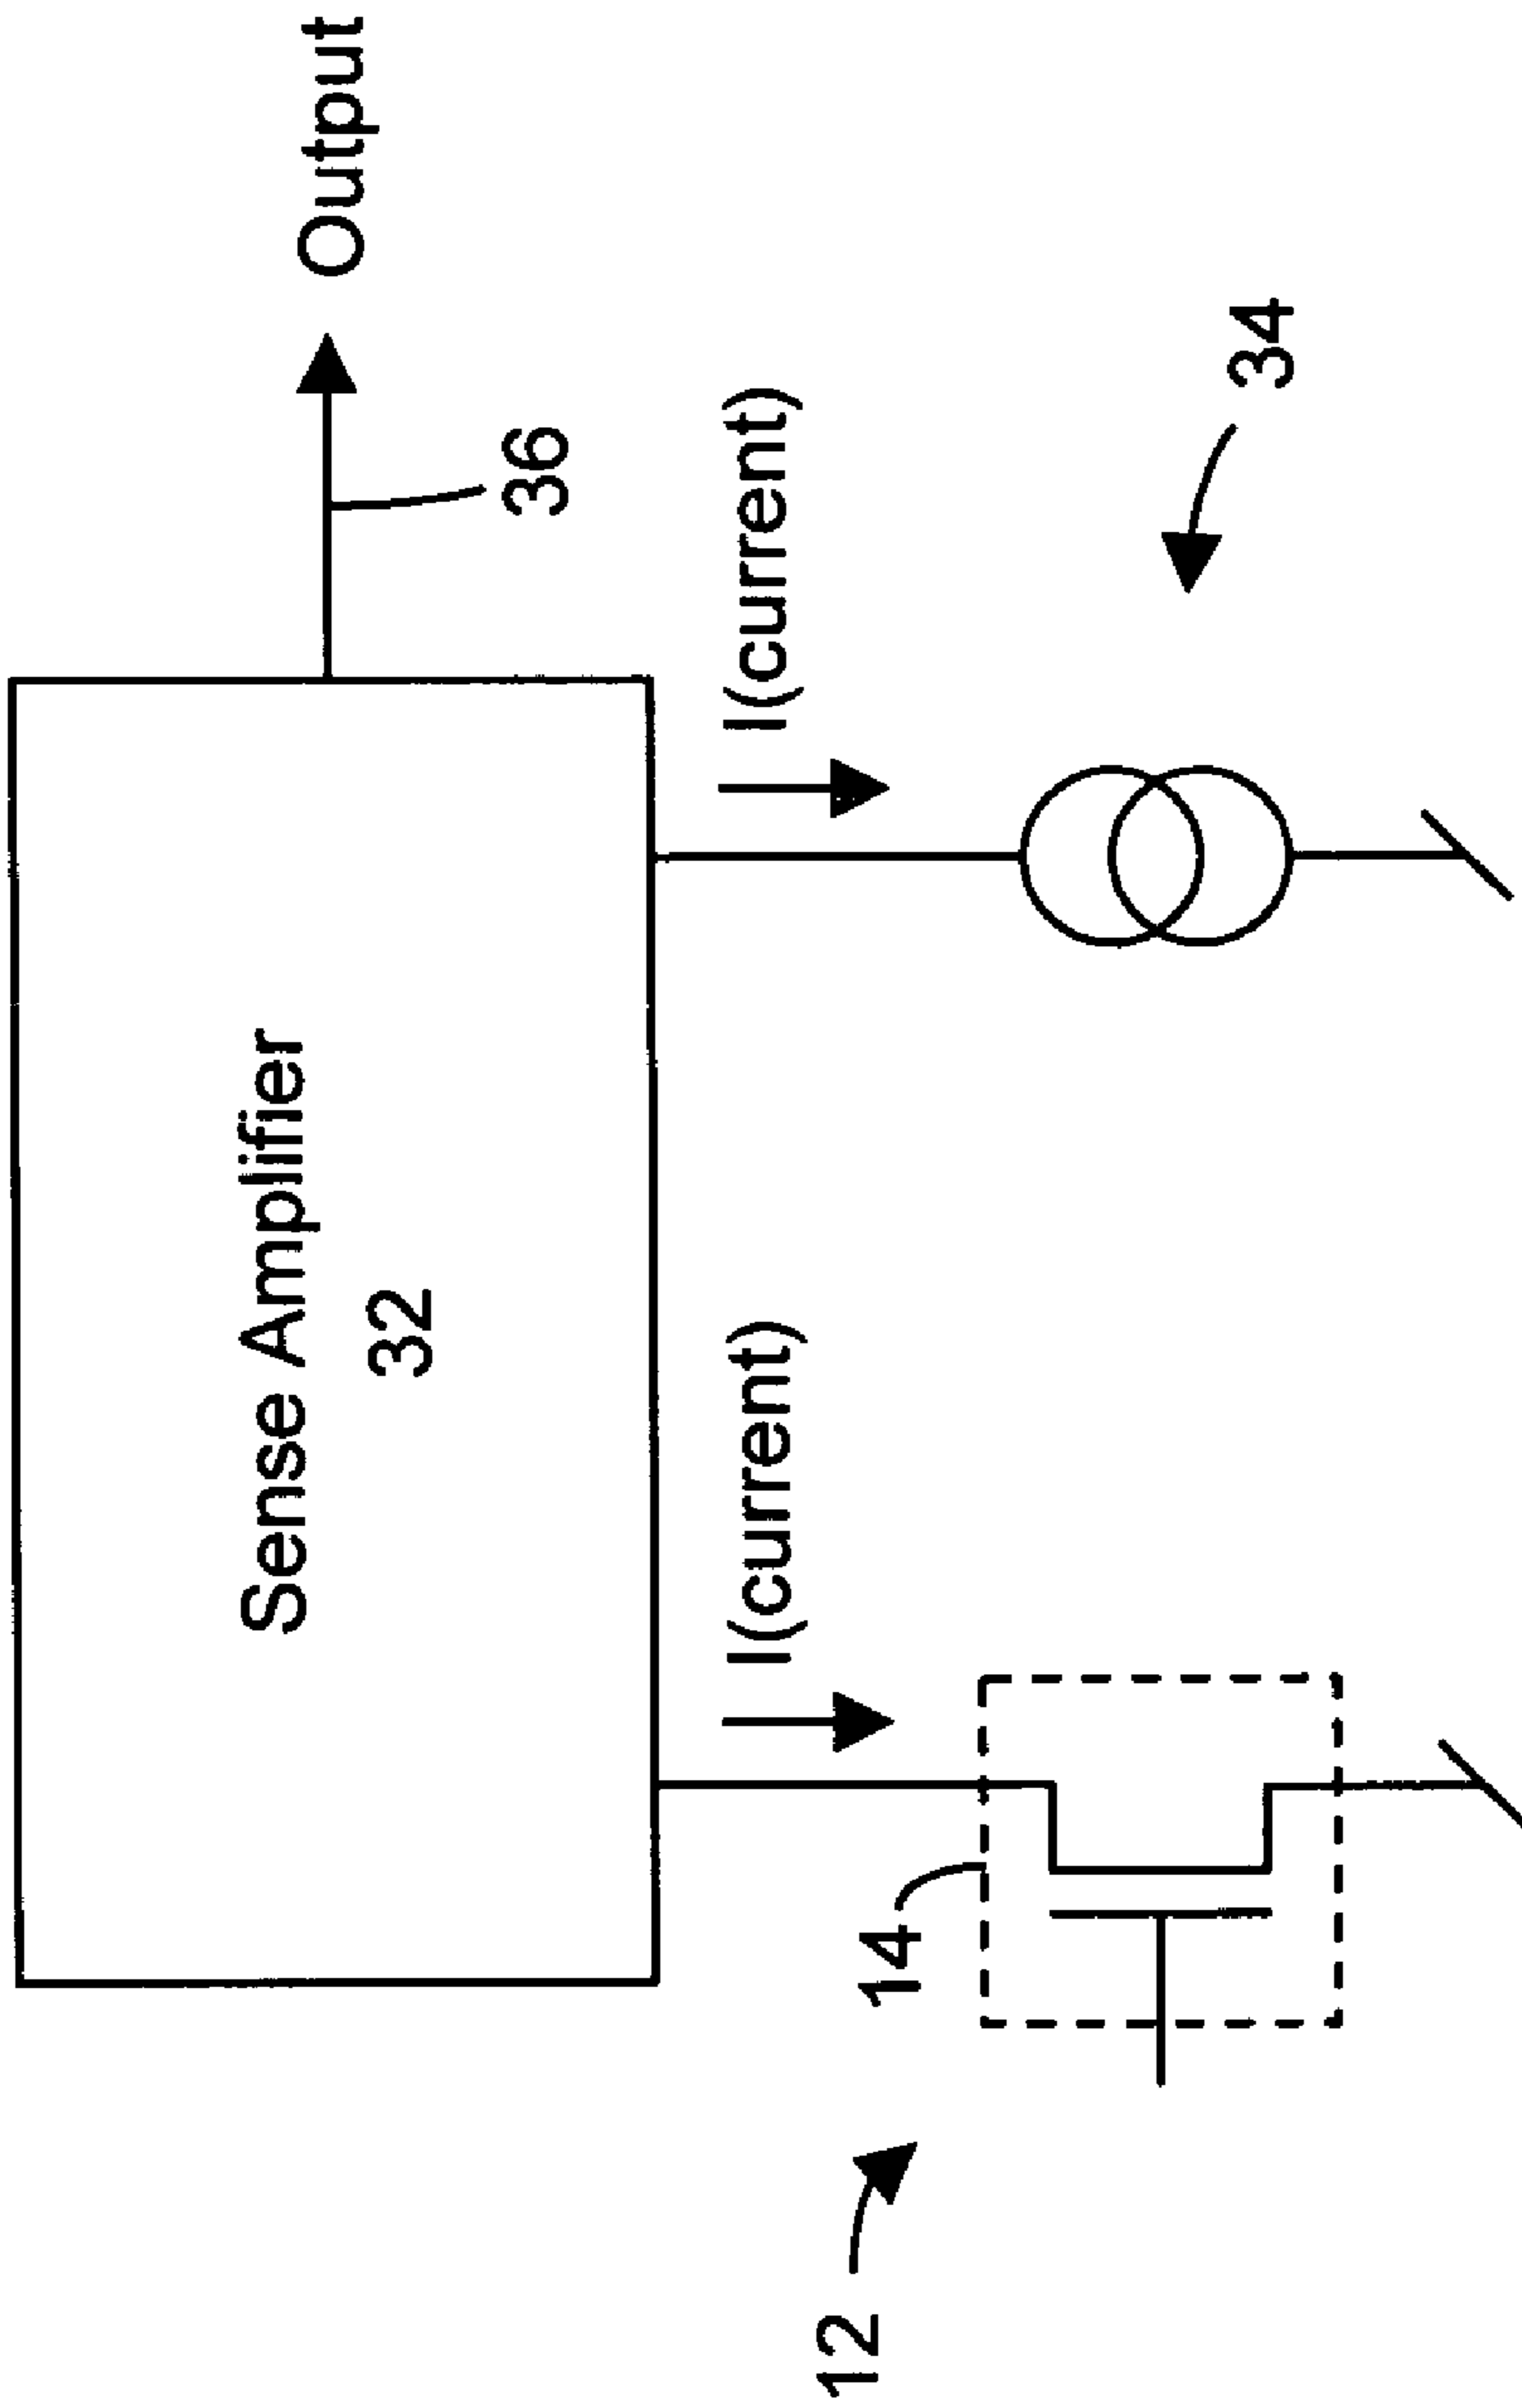 Sense Amplifier
32
Output
36
I(current)
I(current)
34
14
12